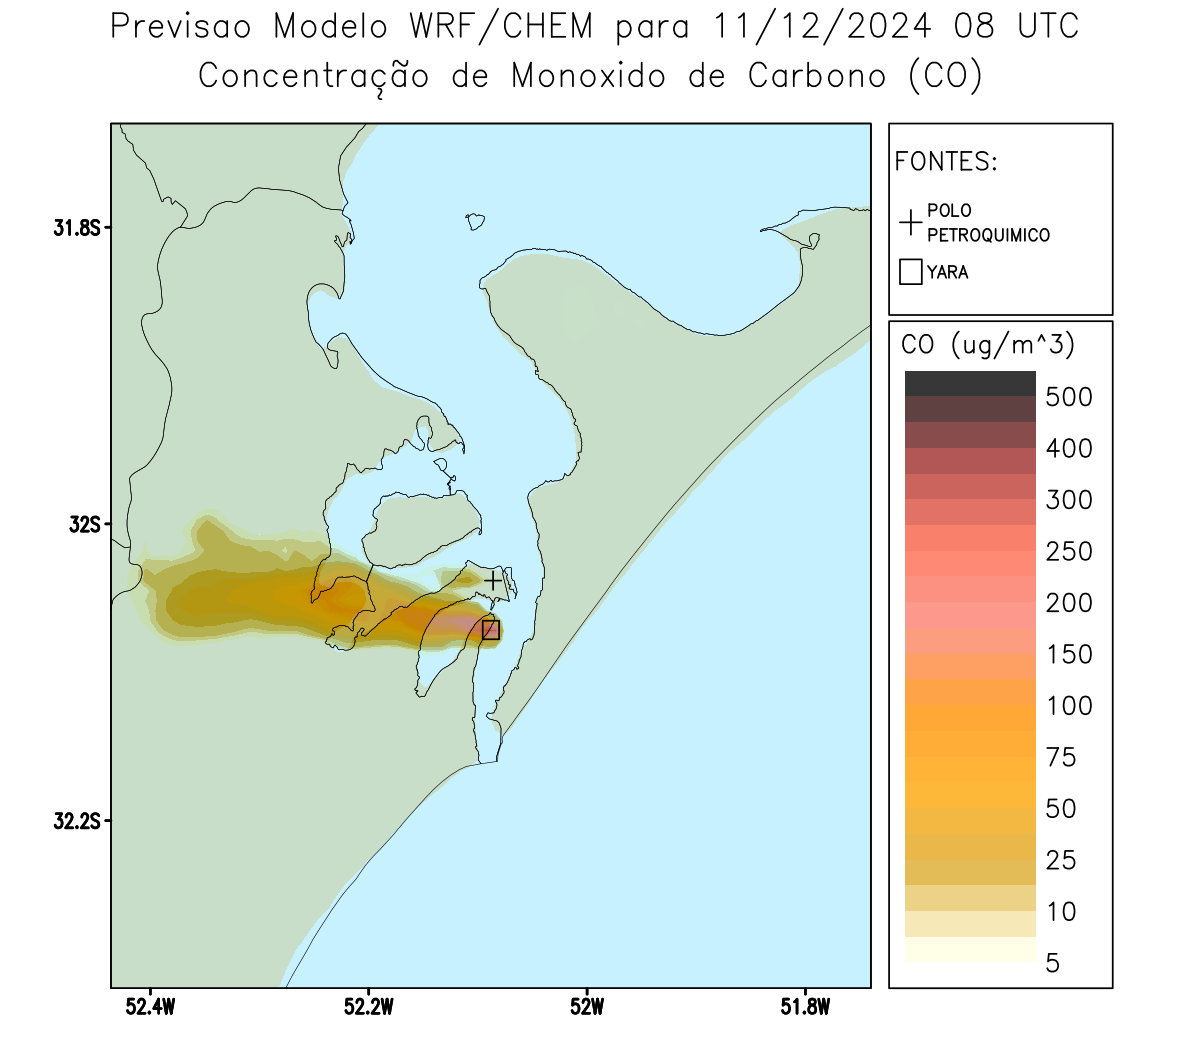 Previsao Modelo WRF/CHEM para 11/12/2024 08 UTC
Concentração de Monoxido de Carbono (CO)
FONTES:
POLO
PETROQUIMICO
YARA
CO (ug/m^3)
500
400
300
250
200
150
100
75
50
25
10
5
31.8S
32S
32.2S
52.4W
52.2W
52W
51.8W